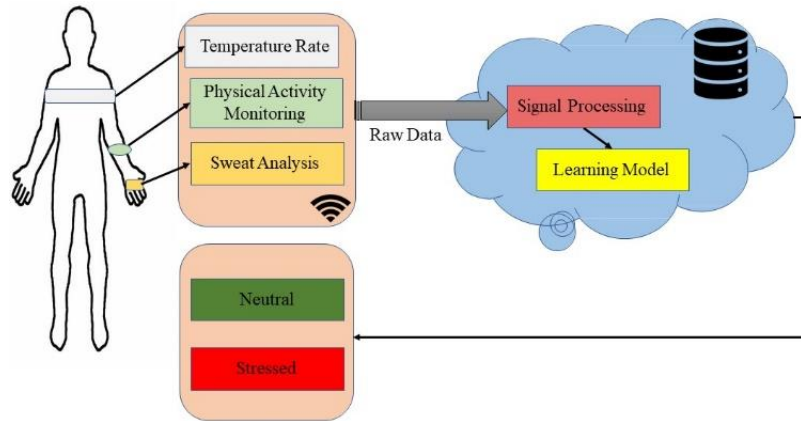 Temperature Rate
Physical Activity
Monitoring
Sweat Analysis
Raw Data
Signal Processing
Learning Model
Neutral
Stressed